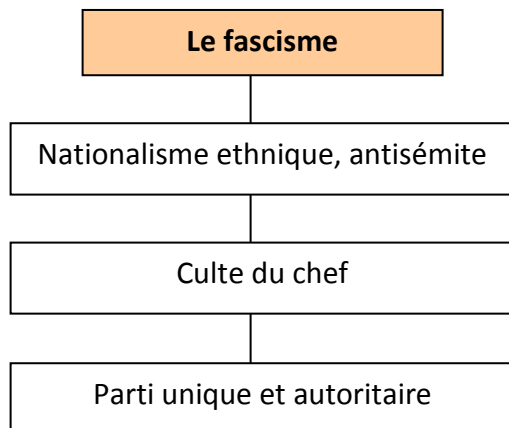 Le fascisme
Nationalisme ethnique, antisémite
Culte du chef
Parti unique et autoritaire